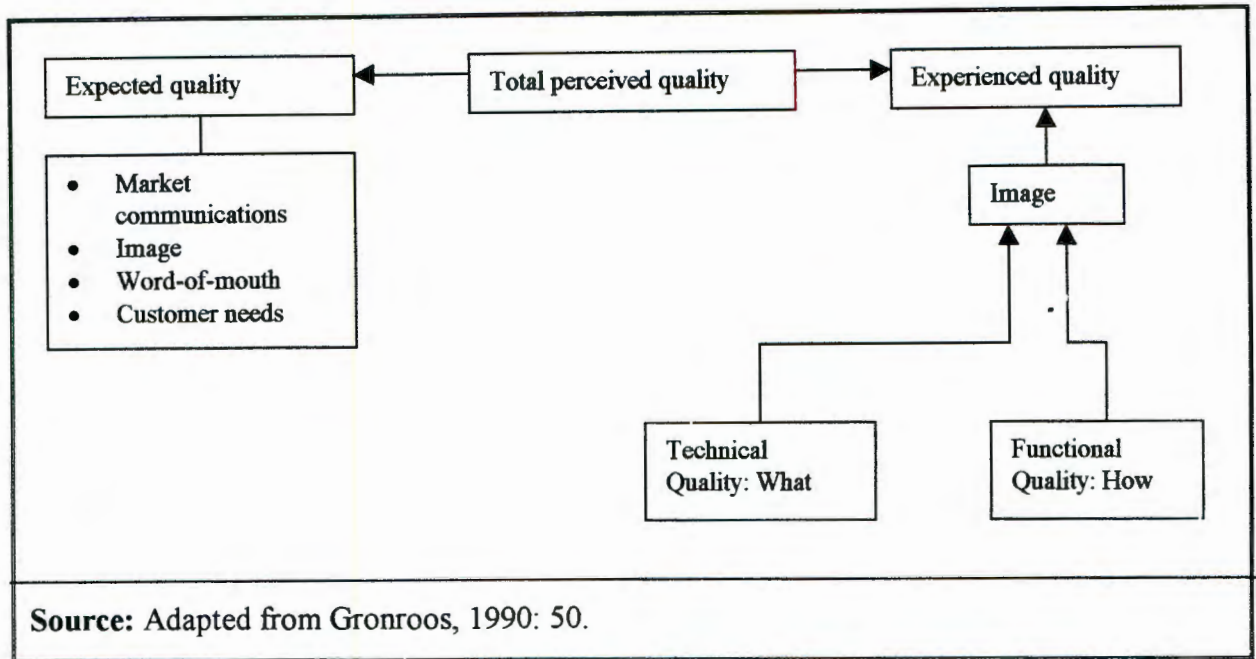 Expected quality
Total perceived quality
Experienced quality
• Market
communications
• Image
• Word-of-mouth
• Customer needs
Image
Technical
Quality: What
Functional
Quality: How
Source: Adapted from Gronroos, 1990: 50.